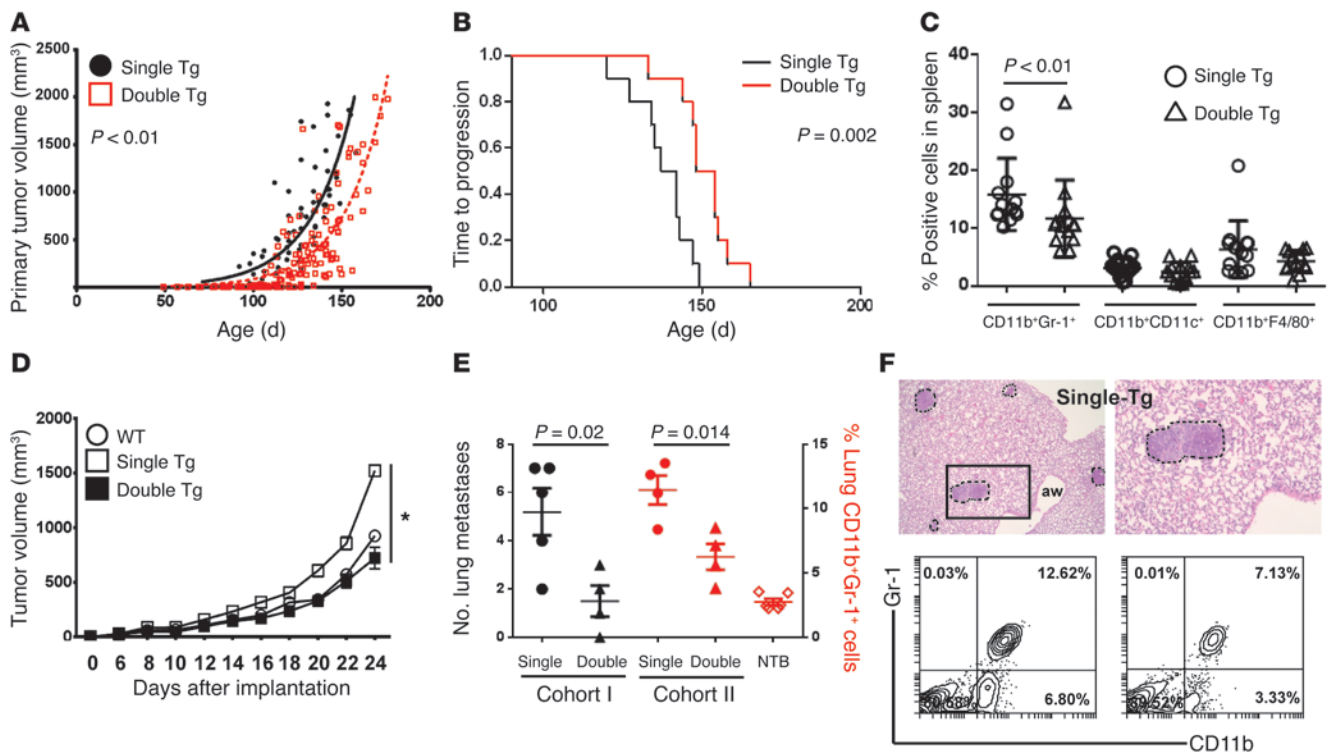 A
Primary tumor volume (mm³)
2500
2000
1500
1000
500
0
50
100
150
200
Age (d)
Single Tg
Double Tg
P < 0.01
B
Time to progression
1.0
0.8
0.6
0.4
0.2
0.0
100
150
200
Age (d)
Single Tg
Double Tg
P = 0.002
C
% Positive cells in spleen
40
30
20
10
0
P < 0.01
Single Tg
Double Tg
CD11b⁺Gr-1⁺ CD11b⁺CD11c⁺ CD11b⁺F4/80⁺
D
Tumor volume (mm³)
2000
1500
1000
500
0
WT
Single Tg
Double Tg
*
0 6 8 10 12 14 16 18 20 22 24
Days after implantation
E
No. lung metastases
8
6
4
2
0
P = 0.02 P = 0.014
15
10
5
0
% Lung CD11b⁺Gr-1⁺ cells
Single Double Single Double NTB
Cohort I Cohort II
F
Single-Tg
aw
Gr-1
0.03% 12.62%
6.80%
0.01% 7.13%
3.33%
CD11b